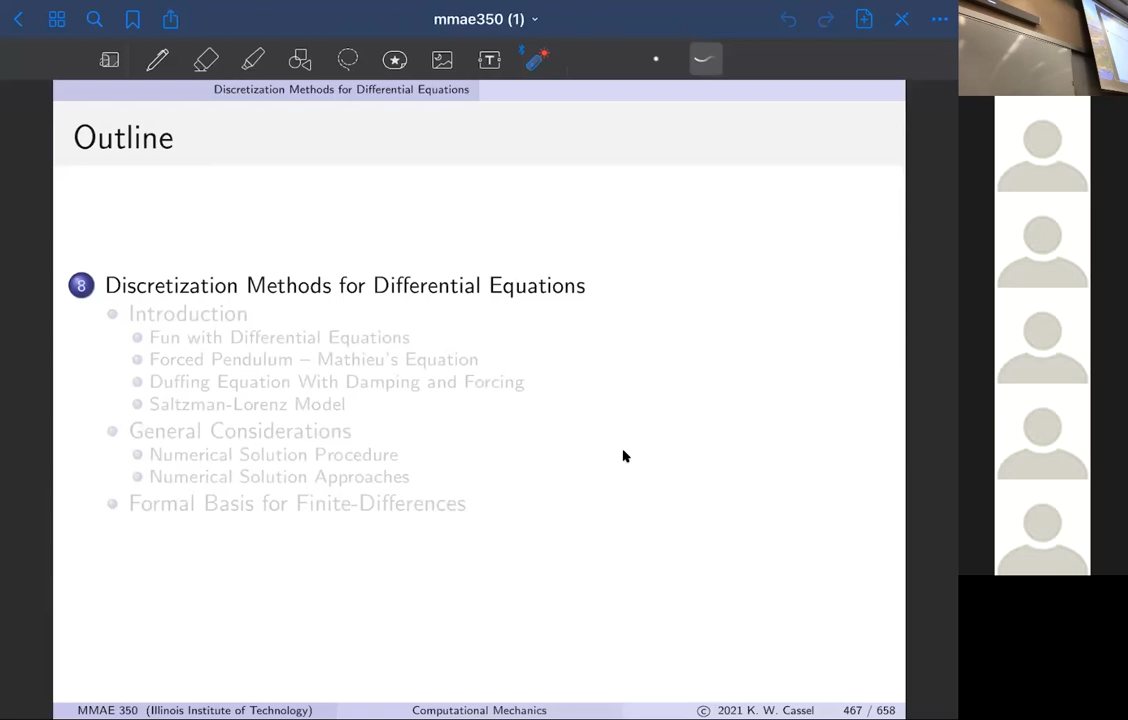 mmae350 (1)
Discretization Methods for Differential Equations
Outline
8 Discretization Methods for Differential Equations
Introduction
Fun with Differential Equations
Forced Pendulum – Mathieu's Equation
Duffing Equation With Damping and Forcing
Saltzman-Lorenz Model
General Considerations
Numerical Solution Procedure
Numerical Solution Approaches
Formal Basis for Finite-Differences
MMAE 350 (Illinois Institute of Technology) Computational Mechanics © 2021 K. W. Cassel 467 / 658